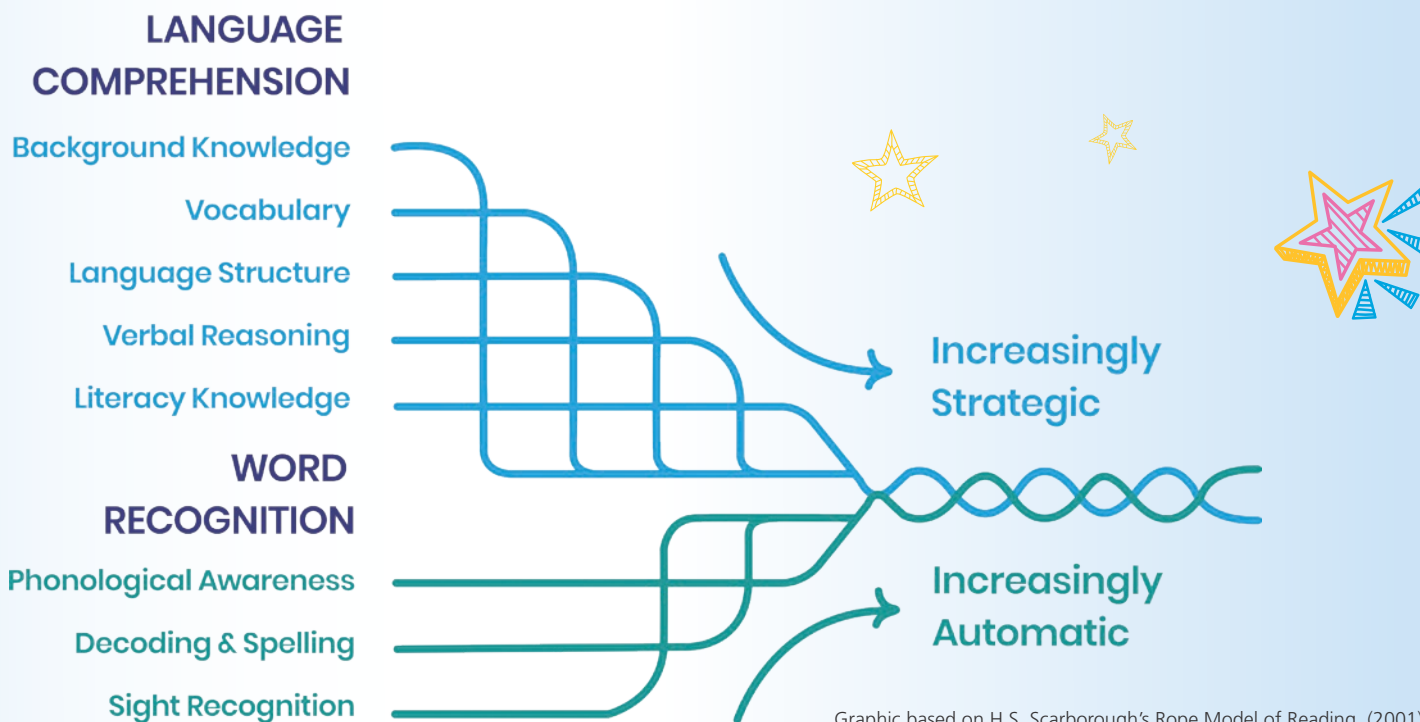 LANGUAGE
COMPREHENSION
Background Knowledge
Vocabulary
Language Structure
Verbal Reasoning
Literacy Knowledge
WORD
RECOGNITION
Phonological Awareness
Decoding & Spelling
Sight Recognition
Increasingly
Strategic
Increasingly
Automatic
Graphic based on H.S. Scarborough's Rope Model of Reading. (2001)